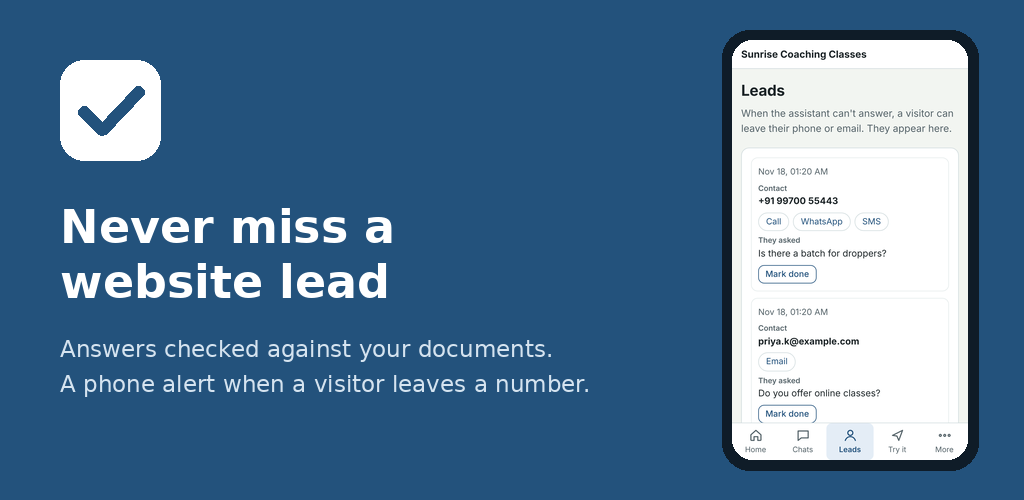 Never miss a
website lead
Answers checked against your documents.
A phone alert when a visitor leaves a number.
Sunrise Coaching Classes
Leads
When the assistant can't answer, a visitor can
leave their phone or email. They appear here.
Nov 18, 01:20 AM
Contact
+91 99700 55443
Call WhatsApp SMS
They asked
Is there a batch for droppers?
Mark done
Nov 18, 01:20 AM
Contact
priya.k@example.com
Email
They asked
Do you offer online classes?
Mark done
Home Chats Leads Try it More